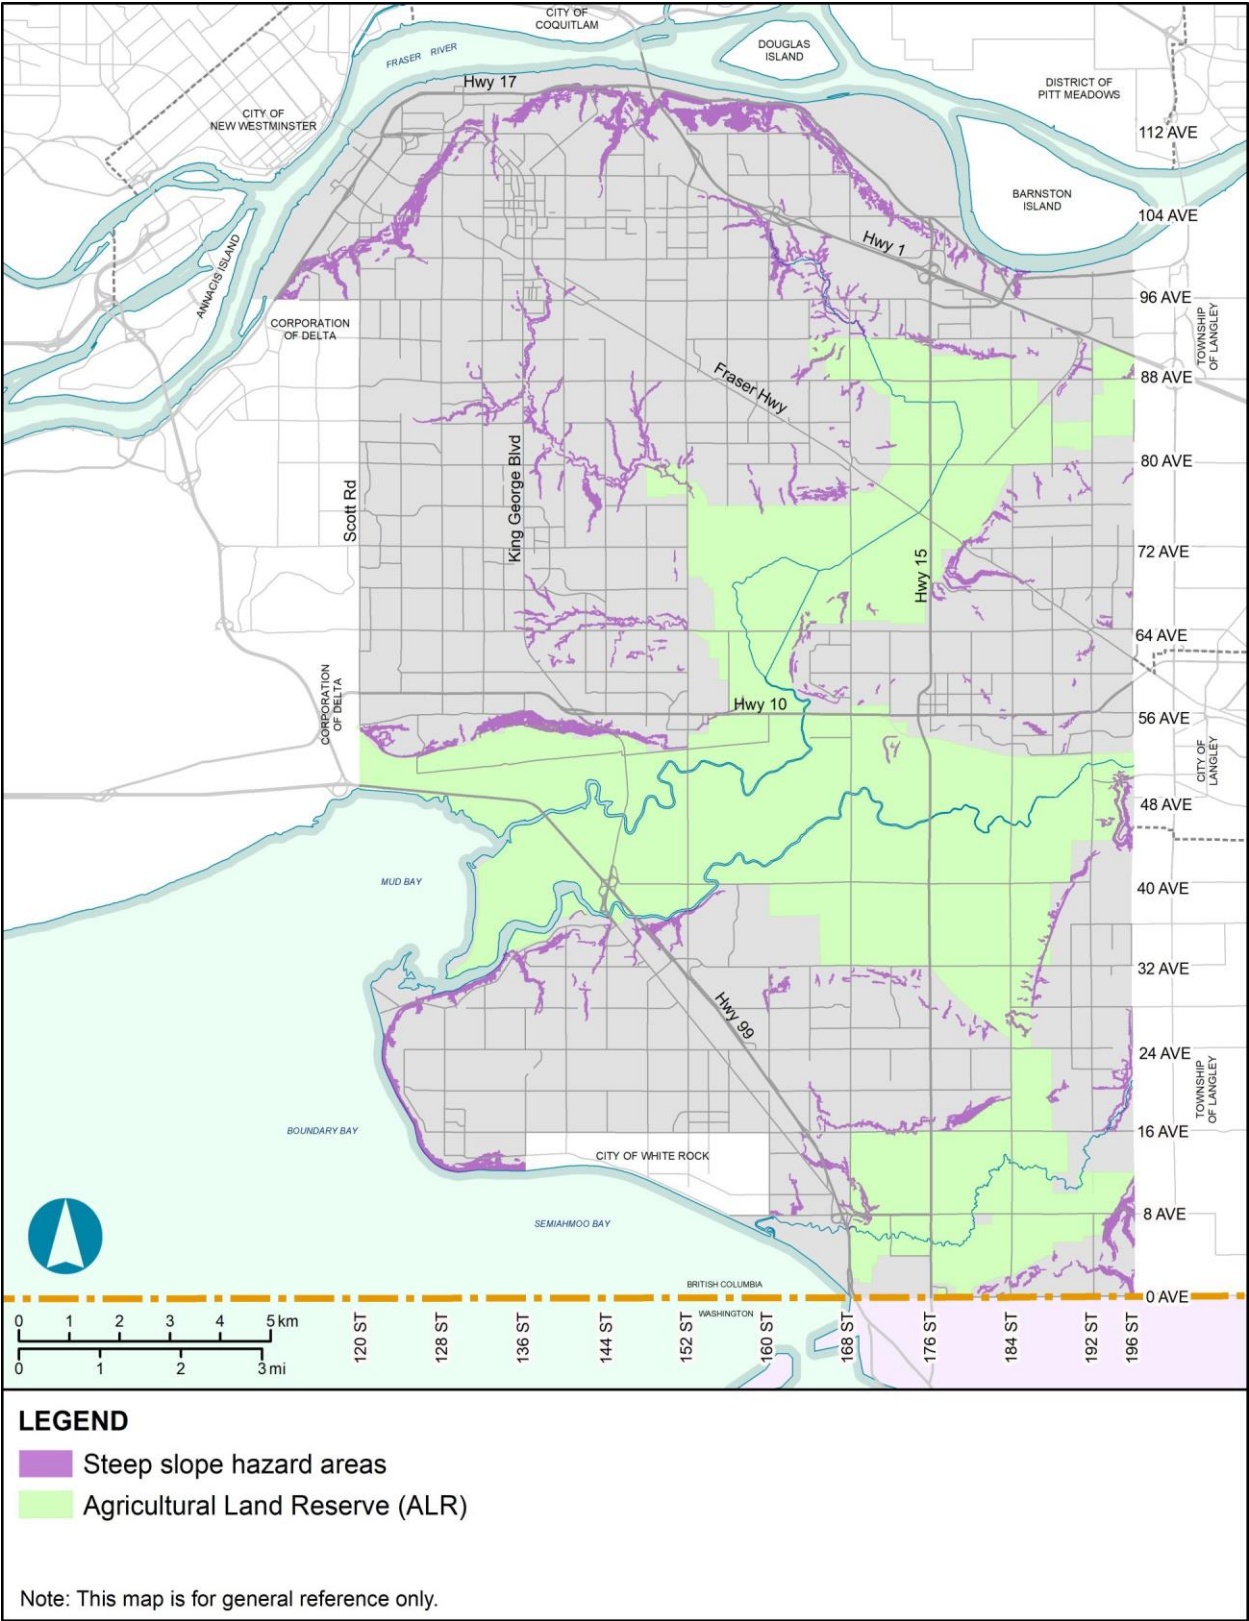 CITY OF
COQUITLAM
FRASER RIVER
DOUGLAS
ISLAND
Hwy 17
DISTRICT OF
PITT MEADOWS
CITY OF
NEW WESTMINSTER
112 AVE
BARNSTON
ISLAND
104 AVE
Hwy 1
ANNACIS ISLAND
96 AVE
CORPORATION
OF DELTA
TOWNSHIP
OF LANGLEY
88 AVE
Fraser Hwy
80 AVE
Scott Rd
King George Blvd
72 AVE
Hwy 15
64 AVE
CORPORATION
OF DELTA
Hwy 10
56 AVE
CITY OF
LANGLEY
48 AVE
MUD BAY
40 AVE
32 AVE
Hwy 99
24 AVE
TOWNSHIP
OF LANGLEY
BOUNDARY BAY
16 AVE
CITY OF WHITE ROCK
8 AVE
SEMIAHMOO BAY
BRITISH COLUMBIA
0 AVE
WASHINGTON
0 1 2 3 4 5 km
0 1 2 3 mi
120 ST
128 ST
136 ST
144 ST
152 ST
160 ST
168 ST
176 ST
184 ST
192 ST
196 ST
LEGEND
Steep slope hazard areas
Agricultural Land Reserve (ALR)
Note: This map is for general reference only.